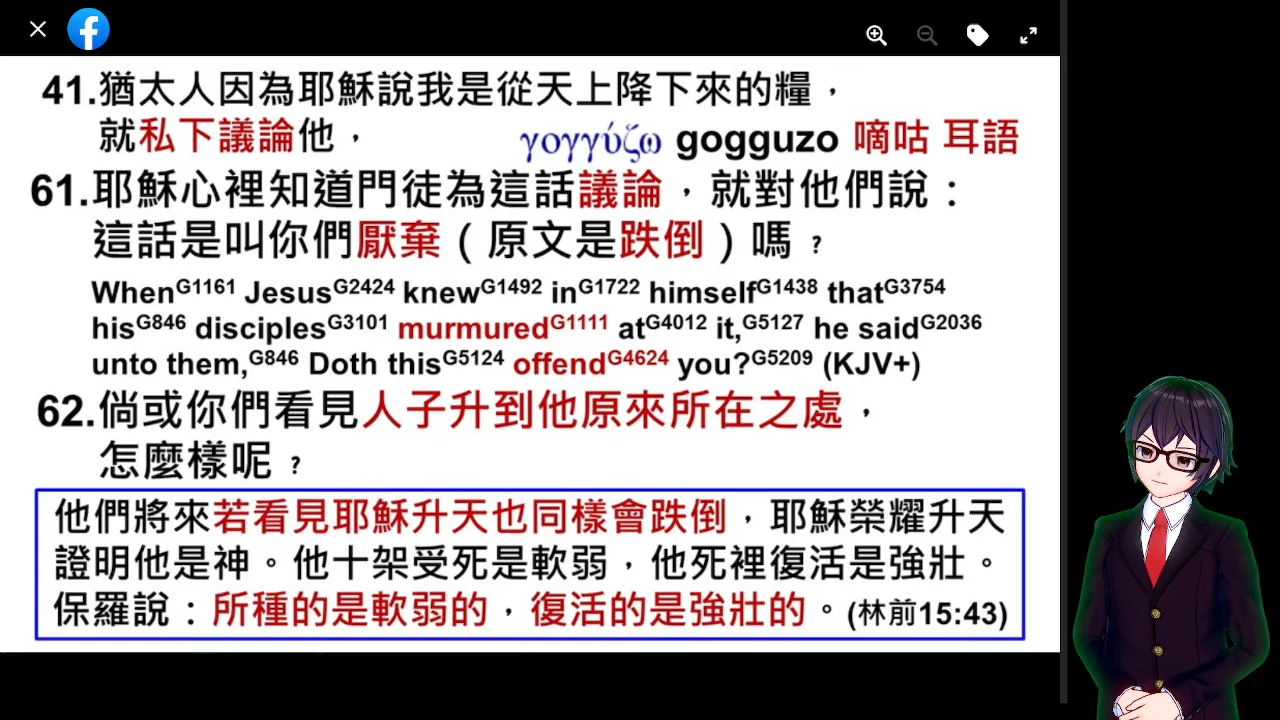 41.猶太人因為耶穌說我是從天上降下來的糧，
就私下議論他， γογγύζω gogguzo 嘀咕 耳語
61.耶穌心裡知道門徒為這話議論，就對他們說：
這話是叫你們厭棄（原文是跌倒）嗎？
WhenG1161 JesusG2424 knewG1492 inG1722 himselfG1438 thatG3754
hisG846 disciplesG3101 murmuredG1111 atG4012 it,G5127 he saidG2036
unto them,G846 Doth thisG5124 offendG4624 you?G5209 (KJV+)
62.倘或你們看見人子升到他原來所在之處，
怎麼樣呢？
他們將來若看見耶穌升天也同樣會跌倒，耶穌榮耀升天
證明他是神。他十架受死是軟弱，他死裡復活是強壯。
保羅說：所種的是軟弱的，復活的是強壯的。(林前15:43)